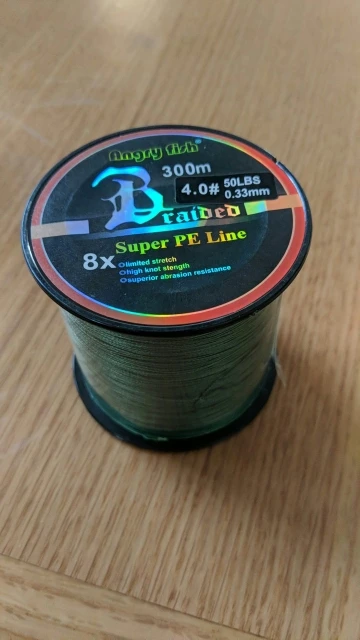 Angry fish®
300m
4.0# 50LBS
0.33mm
Braided
Super PE Line
8X
limited stretch
high knot stength
superior abrasion resistance